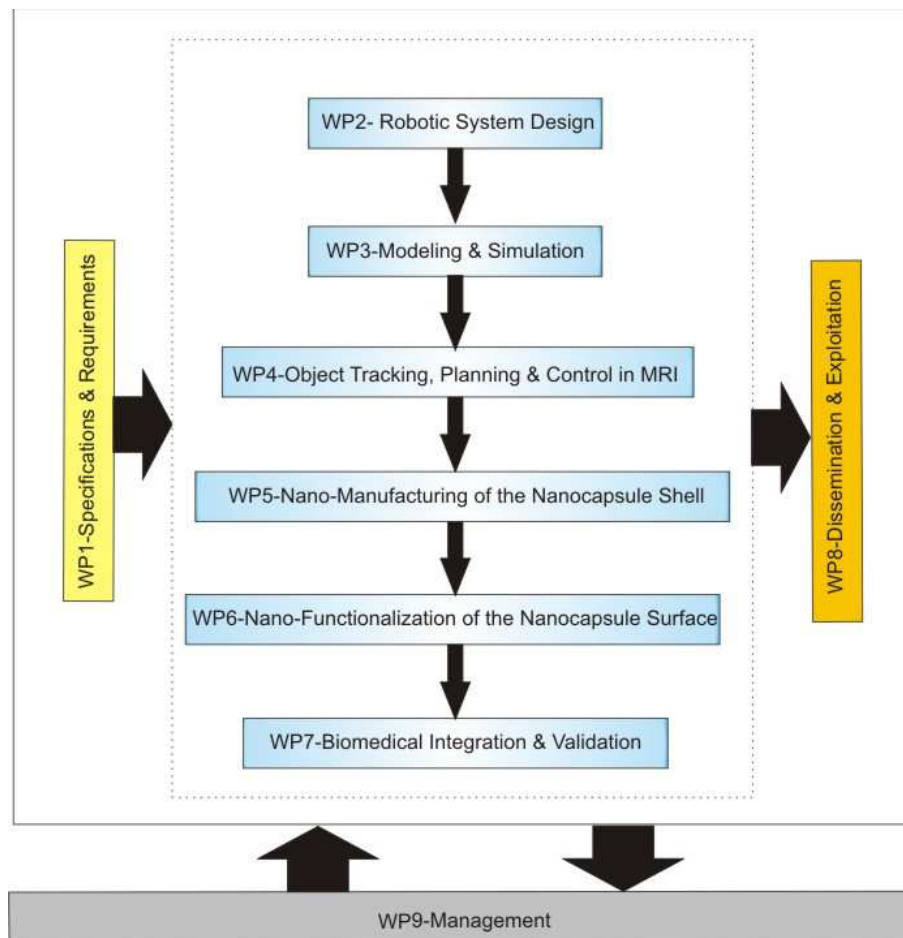 WP2- Robotic System Design
WP3-Modeling & Simulation
WP1-Specifications & Requirements
WP4-Object Tracking, Planning & Control in MRI
WP8-Dissemination & Exploitation
WP5-Nano-Manufacturing of the Nanocapsule Shell
WP6-Nano-Functionalization of the Nanocapsule Surface
WP7-Biomedical Integration & Validation
WP9-Management